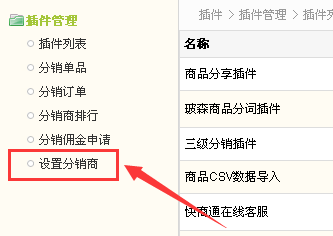 插件管理
插件列表
分销单品
分销订单
分销商排行
分销佣金申请
设置分销商
插件 > 插件管理 > 插件列
名称
商品分享插件
玻森商品分词插件
三级分销插件
商品CSV数据导入
快商通在线客服